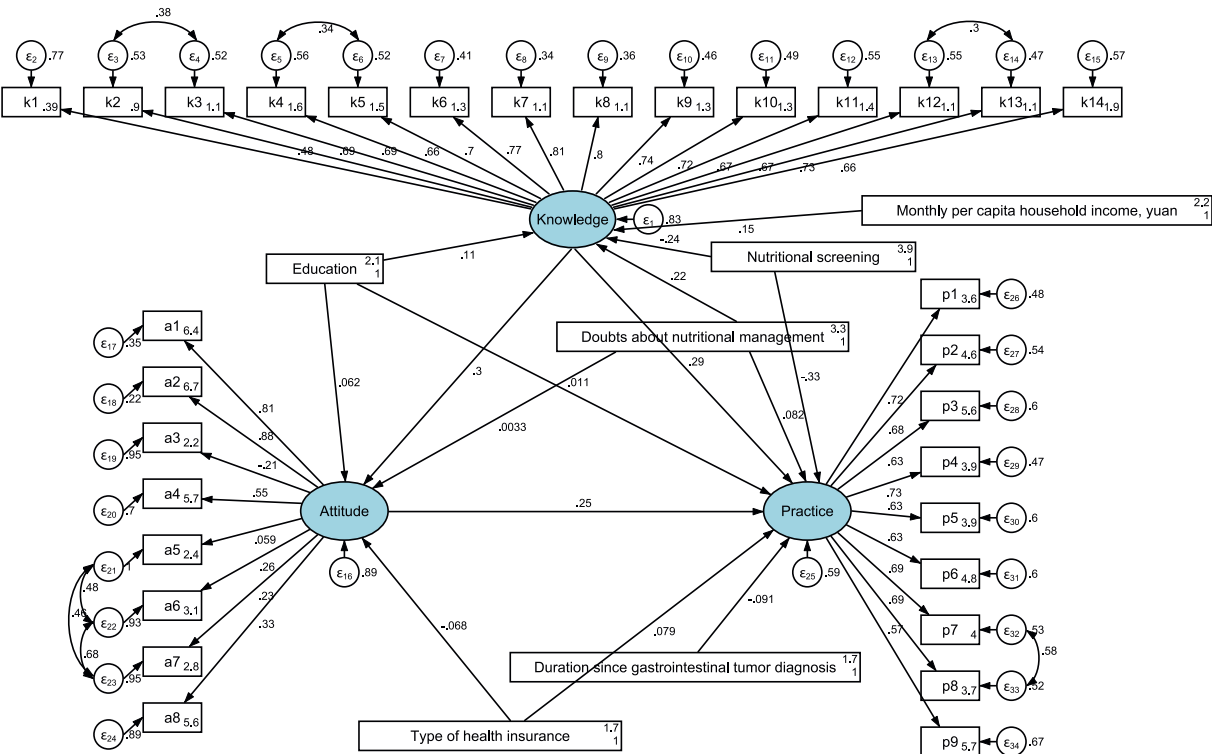 .38 .34 .3
ε2 .77 ε3 .53 ε4 .52 ε5 .56 ε6 .52 ε7 .41 ε8 .34 ε9 .36 ε10 .46 ε11 .49 ε12 .55 ε13 .55 ε14 .47 ε15 .57
k1 .39 k2 .9 k3 1.1 k4 1.6 k5 1.5 k6 1.3 k7 1.1 k8 1.1 k9 1.3 k10 1.3 k11 1.4 k12 1.1 k13 1.1 k14 1.9
.48 .69 .69 .66 .7 .77 .81 .8 .74 .72 .67 .67 .73 .66
Knowledge ε1 .83
Monthly per capita household income, yuan 2.2 1
.15
-.24
Nutritional screening 3.9 1
Education 2.1 1
.11
.22
Doubts about nutritional management 3.3 1
.062
.3
.29
.011
-.33
.0033
.082
ε17 .35 a1 6.4
ε18 .22 a2 6.7
ε19 .95 a3 2.2
ε20 .7 a4 5.7
ε21 1 a5 2.4
ε22 .93 a6 3.1
ε23 .95 a7 2.8
ε24 .89 a8 5.6
.48
.46
.68
.81
.88
-.21
.55
.059
.26
.23
.33
Attitude
ε16 .89
.25
Practice
ε25 .59
p1 3.6 ε26 .48
p2 4.6 ε27 .54
p3 5.6 ε28 .6
p4 3.9 ε29 .47
p5 3.9 ε30 .6
p6 4.8 ε31 .6
p7 4 ε32 .53
p8 3.7 ε33 .52
p9 5.7 ε34 .67
.58
.72
.68
.63
.73
.63
.63
.69
.69
.57
-.068
.079
-.091
Duration since gastrointestinal tumor diagnosis 1.7 1
Type of health insurance 1.7 1